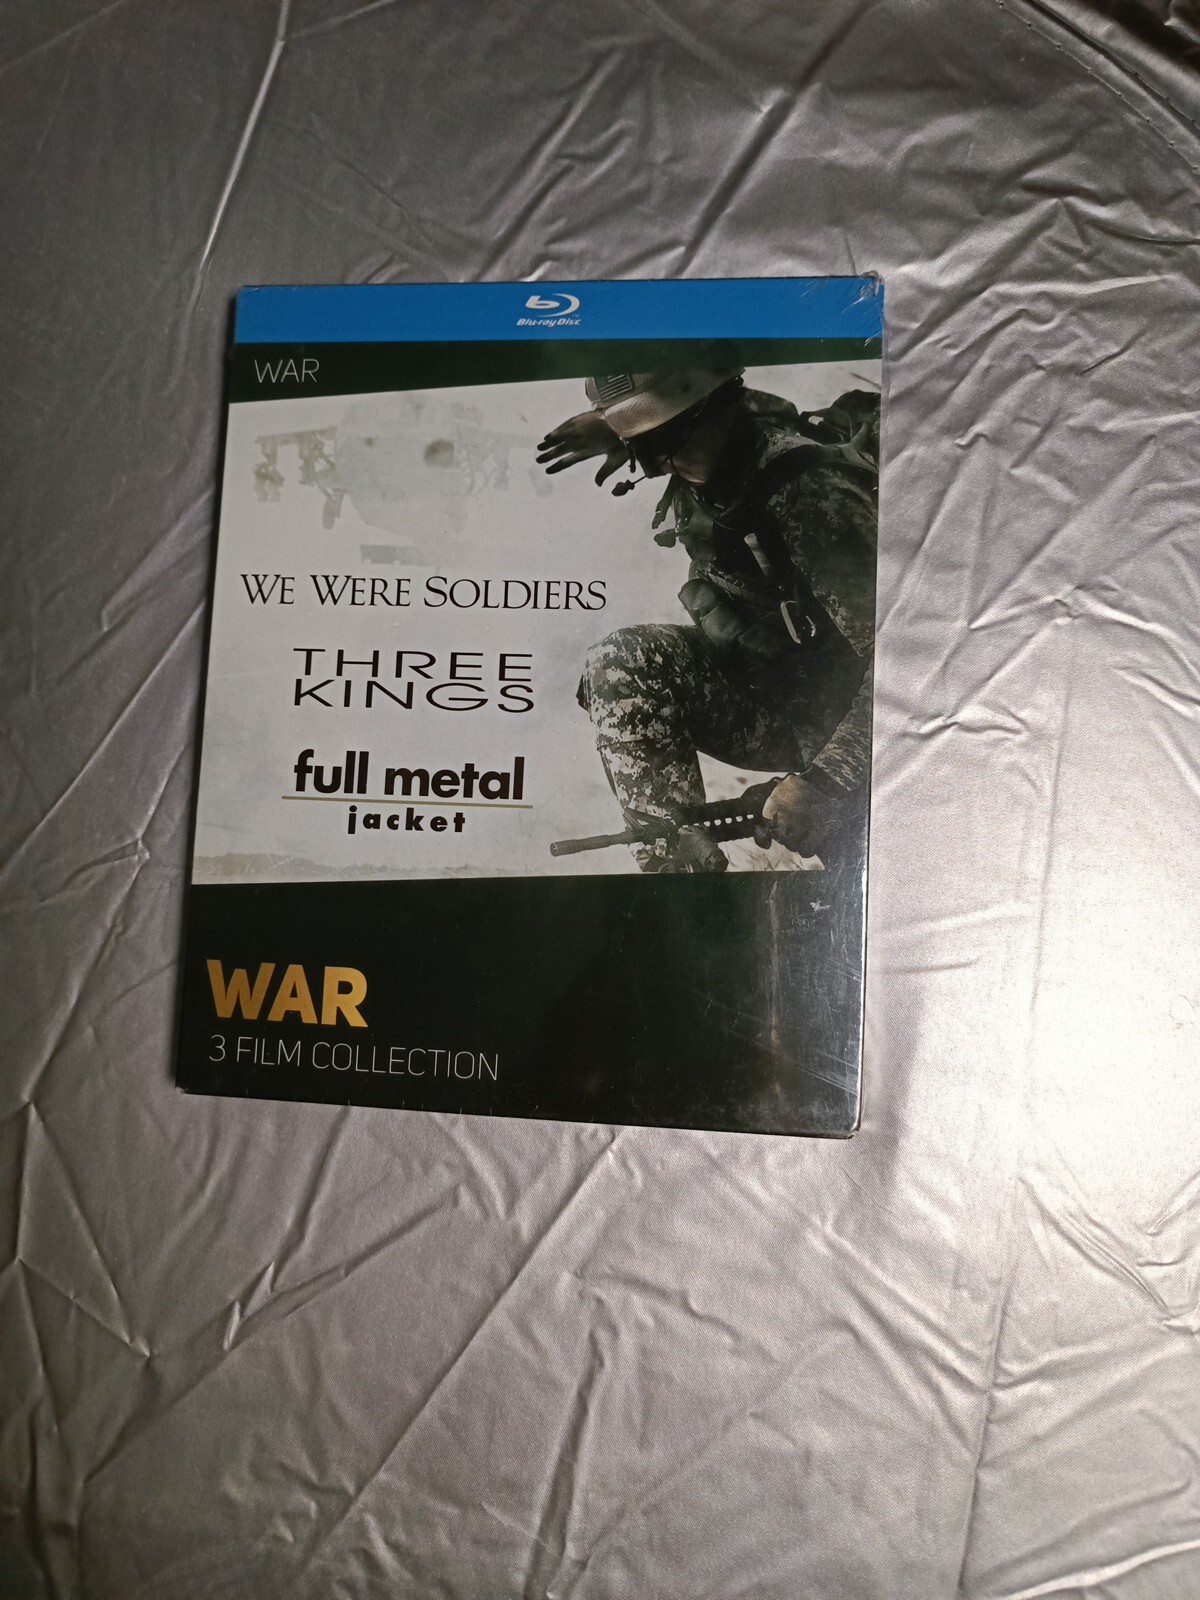 Blu-ray Disc
WAR
WE WERE SOLDIERS
THREE
KINGS
full metal
jacket
WAR
3 FILM COLLECTION